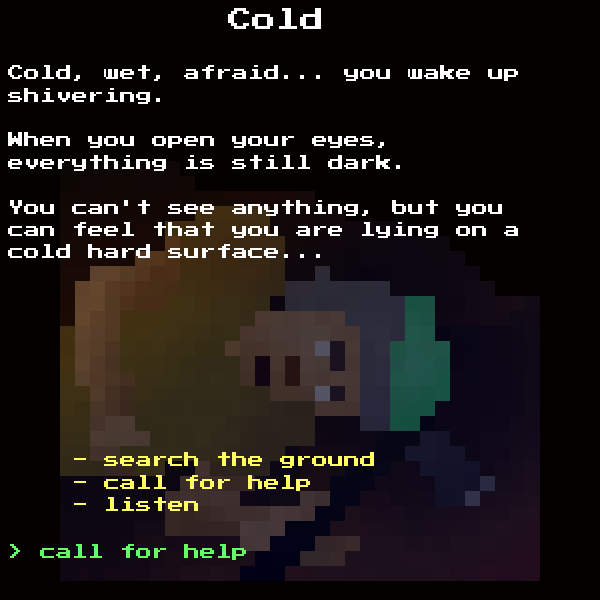 Cold
Cold, wet, afraid... you wake up
shivering.
When you open your eyes,
everything is still dark.
You can't see anything, but you
can feel that you are lying on a
cold hard surface...
- search the ground
- call for help
- listen
> call for help